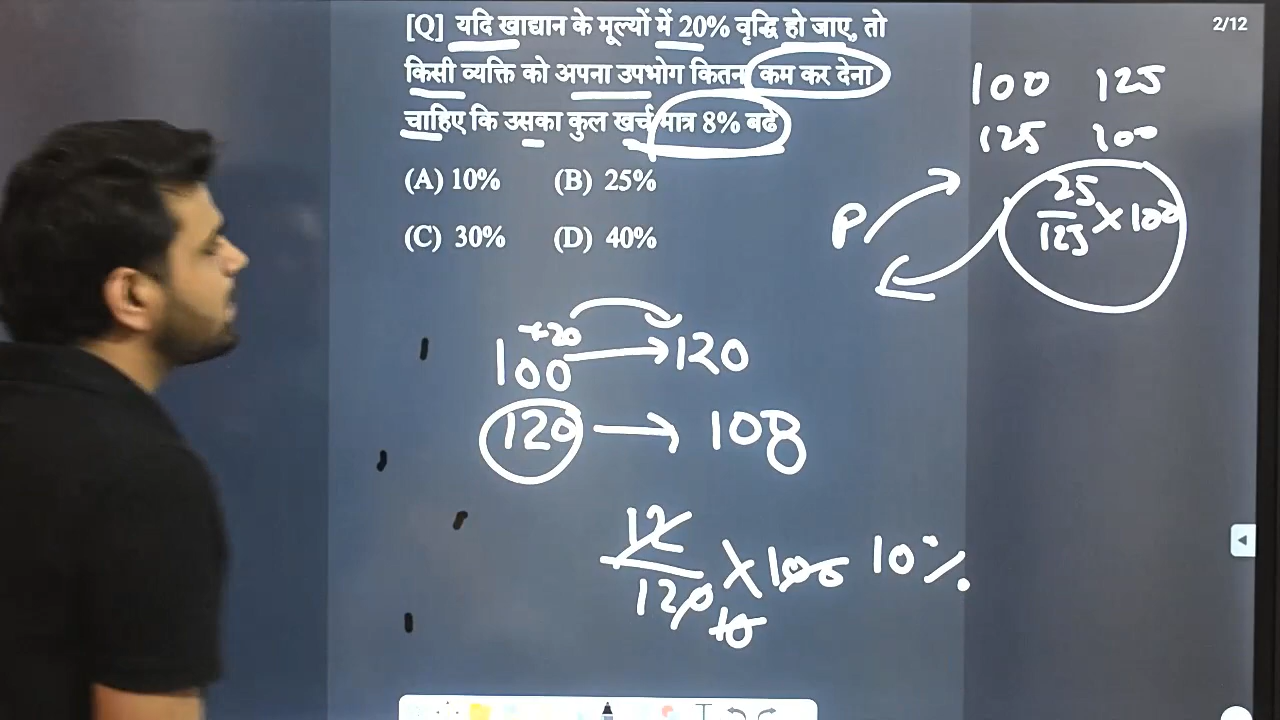 [Q] यदि खाद्यान के मूल्यों में 20% वृद्धि हो जाए, तो
किसी व्यक्ति को अपना उपभोग कितना कम कर देना
चाहिए कि उसका कुल खर्च मात्र 8% बढे
(A) 10% (B) 25%
(C) 30% (D) 40%
2/12
100 125
125 100
P
25
125 × 100
+20
100 → 120
120 → 108
12
120 × 100 10%
10